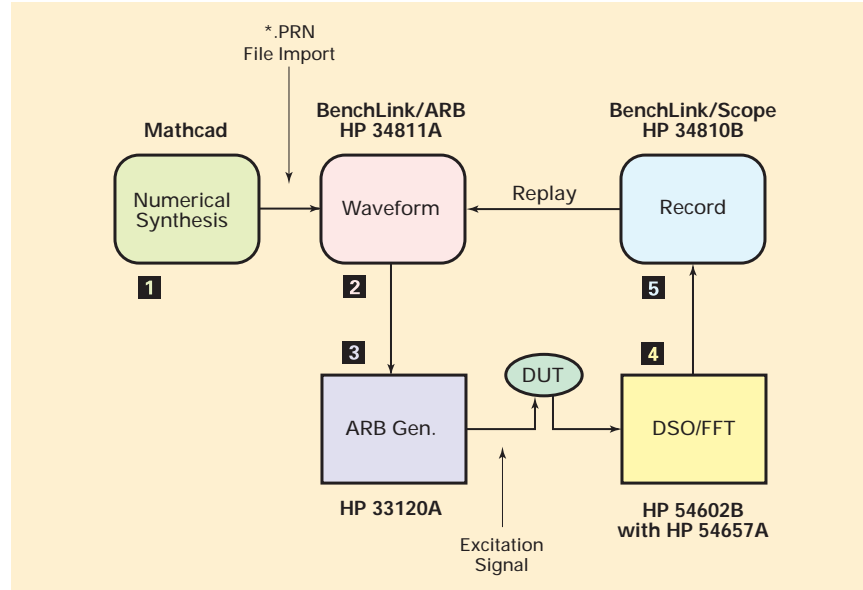 *.PRN
File Import
Mathcad
BenchLink/ARB
HP 34811A
BenchLink/Scope
HP 34810B
Numerical
Synthesis
Waveform
Replay
Record
1
2
5
3
4
DUT
ARB Gen.
DSO/FFT
HP 33120A
HP 54602B
with HP 54657A
Excitation
Signal